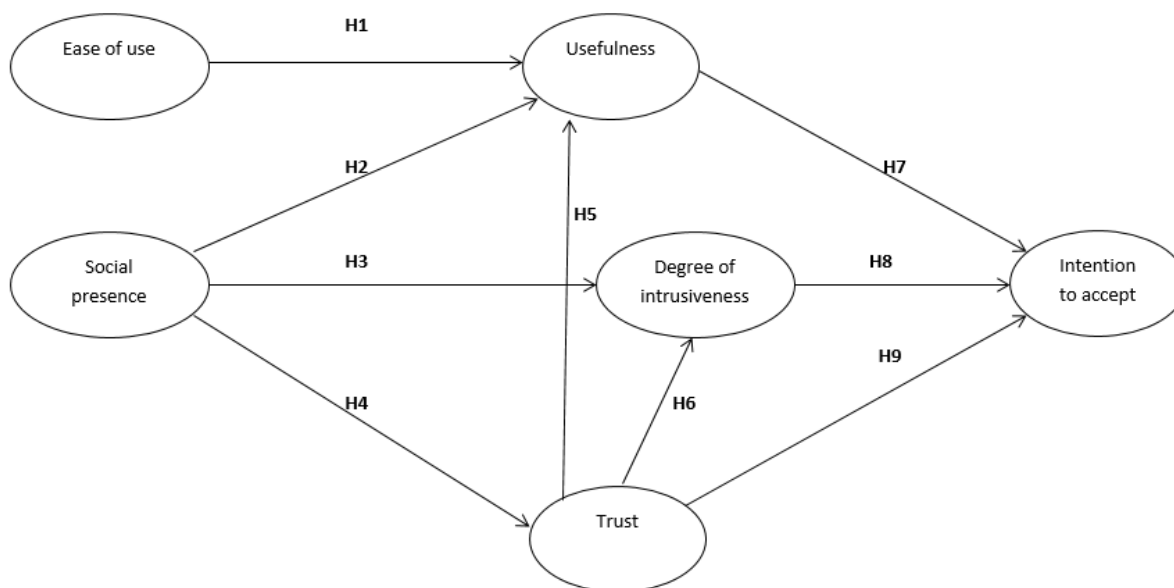 H1
Ease of use
Usefulness
H2
H7
H5
Social
presence
H3
Degree of
intrusiveness
H8
Intention
to accept
H4
H6
H9
Trust